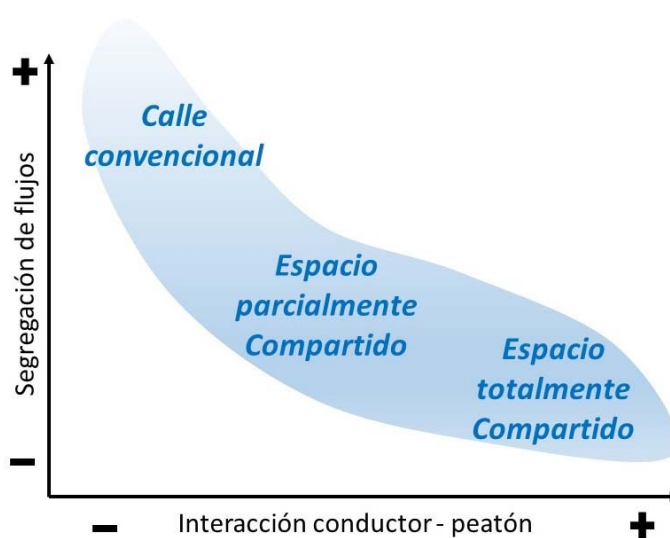 +
Calle
convencional
Segregación de flujos
Espacio
parcialmente
Compartido
Espacio
totalmente
Compartido
-
- Interacción conductor - peatón +